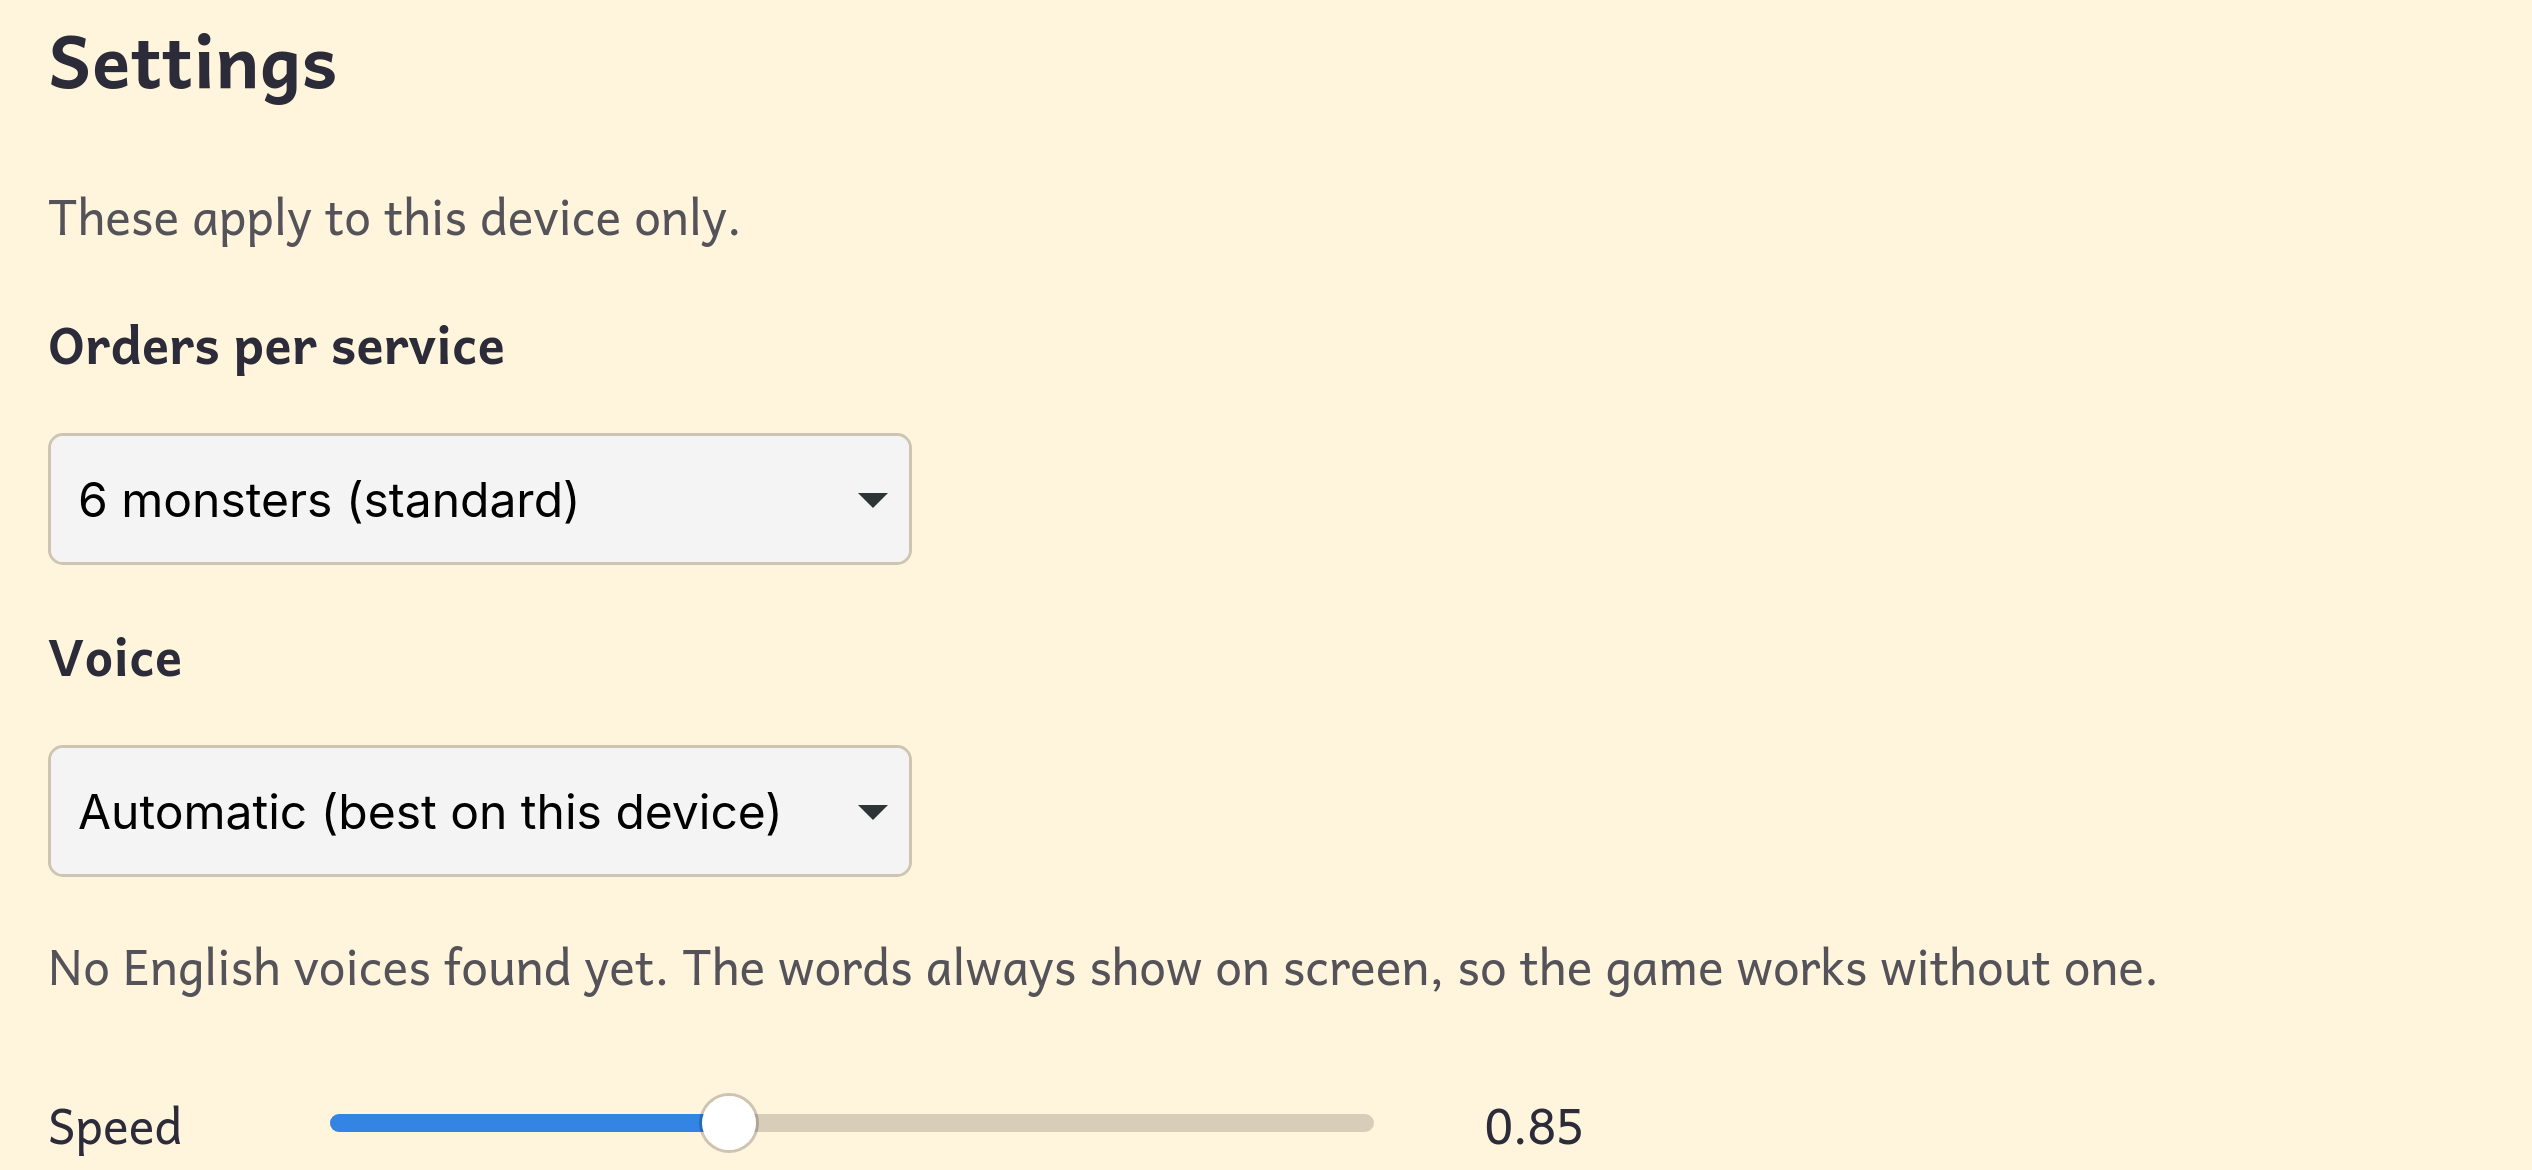 Settings
These apply to this device only.
Orders per service
6 monsters (standard)
Voice
Automatic (best on this device)
No English voices found yet. The words always show on screen, so the game works without one.
Speed 0.85